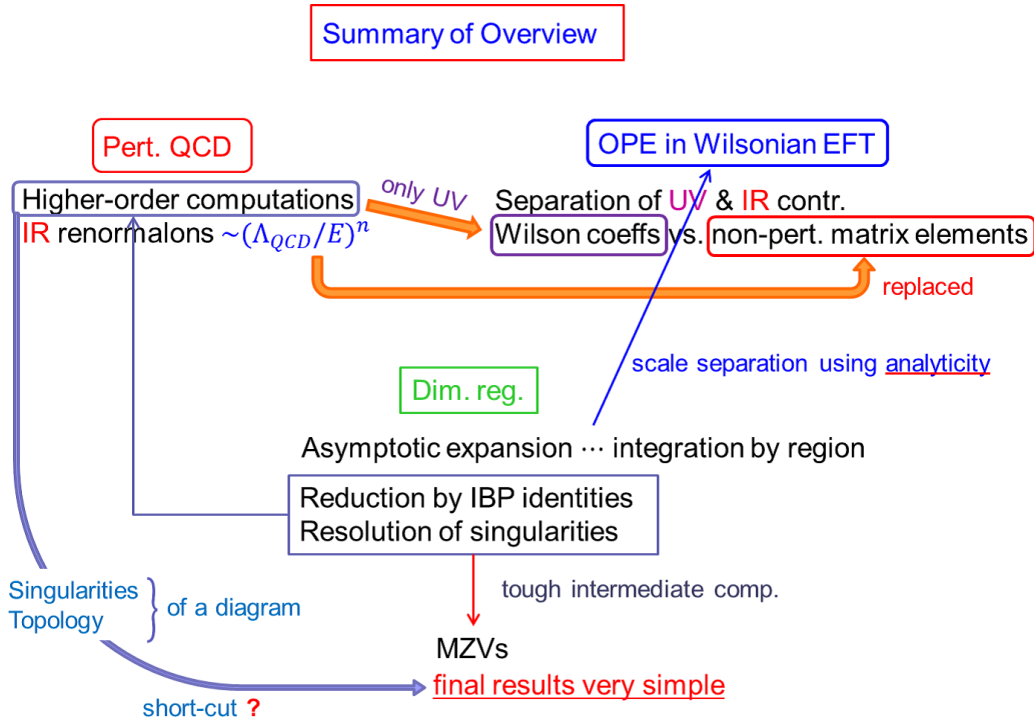 Summary of Overview
Pert. QCD
OPE in Wilsonian EFT
Higher-order computations
IR renormalons ~(Λ_QCD/E)^n
only UV
Separation of UV & IR contr.
Wilson coeffs vs. non-pert. matrix elements
replaced
scale separation using analyticity
Dim. reg.
Asymptotic expansion ⋯ integration by region
Reduction by IBP identities
Resolution of singularities
tough intermediate comp.
Singularities
Topology
of a diagram
MZVs
final results very simple
short-cut ?